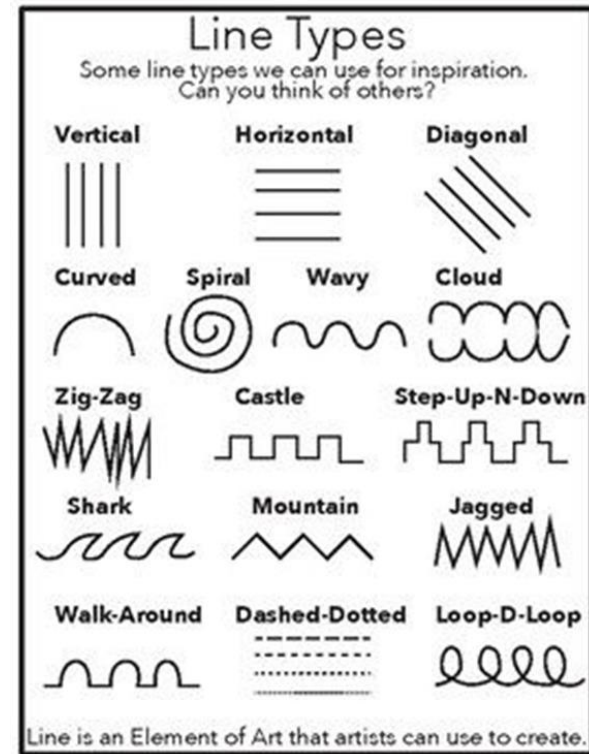 Line Types
Some line types we can use for inspiration.
Can you think of others?
Vertical Horizontal Diagonal
Curved Spiral Wavy Cloud
Zig-Zag Castle Step-Up-N-Down
Shark Mountain Jagged
Walk-Around Dashed-Dotted Loop-D-Loop
Line is an Element of Art that artists can use to create.